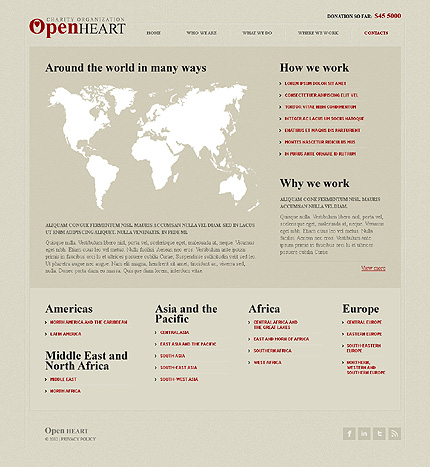 CHARITY ORGANIZATION
OpenHEART
DONATION SO FAR: $45 5000
HOME
WHO WE ARE
WHAT WE DO
WHERE WE WORK
CONTACTS
Around the world in many ways
ALIQUAM CONGUE FERMENTUM NISL. MAURIS ACCUMSAN NULLA VEL DIAM. SED IN LACUS
UT ENIM ADIPISCING ALIQUET. NULLA VENENATIS. IN PEDE MI.
Quisque nulla. Vestibulum libero nisl, porta vel, scelerisque eget, malesuada at, neque. Vivamus
eget nibh. Etiam cursus leo vel metus. Nulla facilisi. Aenean nec eros. Vestibulum ante ipsum
primis in faucibus orci luctus et ultrices posuere cubilia Curae; Suspendisse sollicitudin velit sed leo.
Ut pharetra augue nec augue. Nam elit magna, hendrerit sit amet, tincidunt ac, viverra sed,
nulla. Donec porta diam eu massa. Quisque diam lorem, interdum vitae
How we work
LOREM IPSUM DOLOR SIT AMET
CONSECTETUER ADIPISCING ELIT VEL
TORTOR VITAE NIBH CONDIMENTUM
INTEGER AC LACUS UM SOCIIS NATOQUE
ENATIBUS ET MAGNIS DIS PARTURIENT
MONTES NASCETUR RIDICULUS MUS
IN PURUS ANTE ORNARE ID RUTRUM
Why we work
ALIQUAM CONE FERMENTUM NISL. MAURIS
ACCUMSAN NULLA VEL DIAM.
Quisque nulla. Vestibulum libero nisl, porta
vel, scelerisque eget, malesuada at, neque.
Vivamus eget nibh. Etiam cursus leo vel metus.
Nulla facilisi. Aenean nec eros. Vestibulum ante
ipsum primis in faucibus orci luctus et ultrices
posuere cubilia Curae
View more
Americas
NORTH AMERICA AND THE CARIBBEAN
LATIN AMERICA
Middle East and
North Africa
MIDDLE EAST
NORTH AFRICA
Asia and the
Pacific
CENTRAL ASIA
EAST ASIA AND THE PACIFIC
SOUTH ASIA
SOUTH-EAST ASIA
SOUTH-WEST ASIA
Africa
CENTRAL AFRICA AND
THE GREAT LAKES
EAST AND HORN OF AFRICA
SOUTHERN AFRICA
WEST AFRICA
Europe
CENTRAL EUROPE
EASTERN EUROPE
SOUTH-EASTERN
EUROPE
NORTHERN,
WESTERN AND
SOUTHERN EUROPE
Open HEART
PRIVACY POLICY